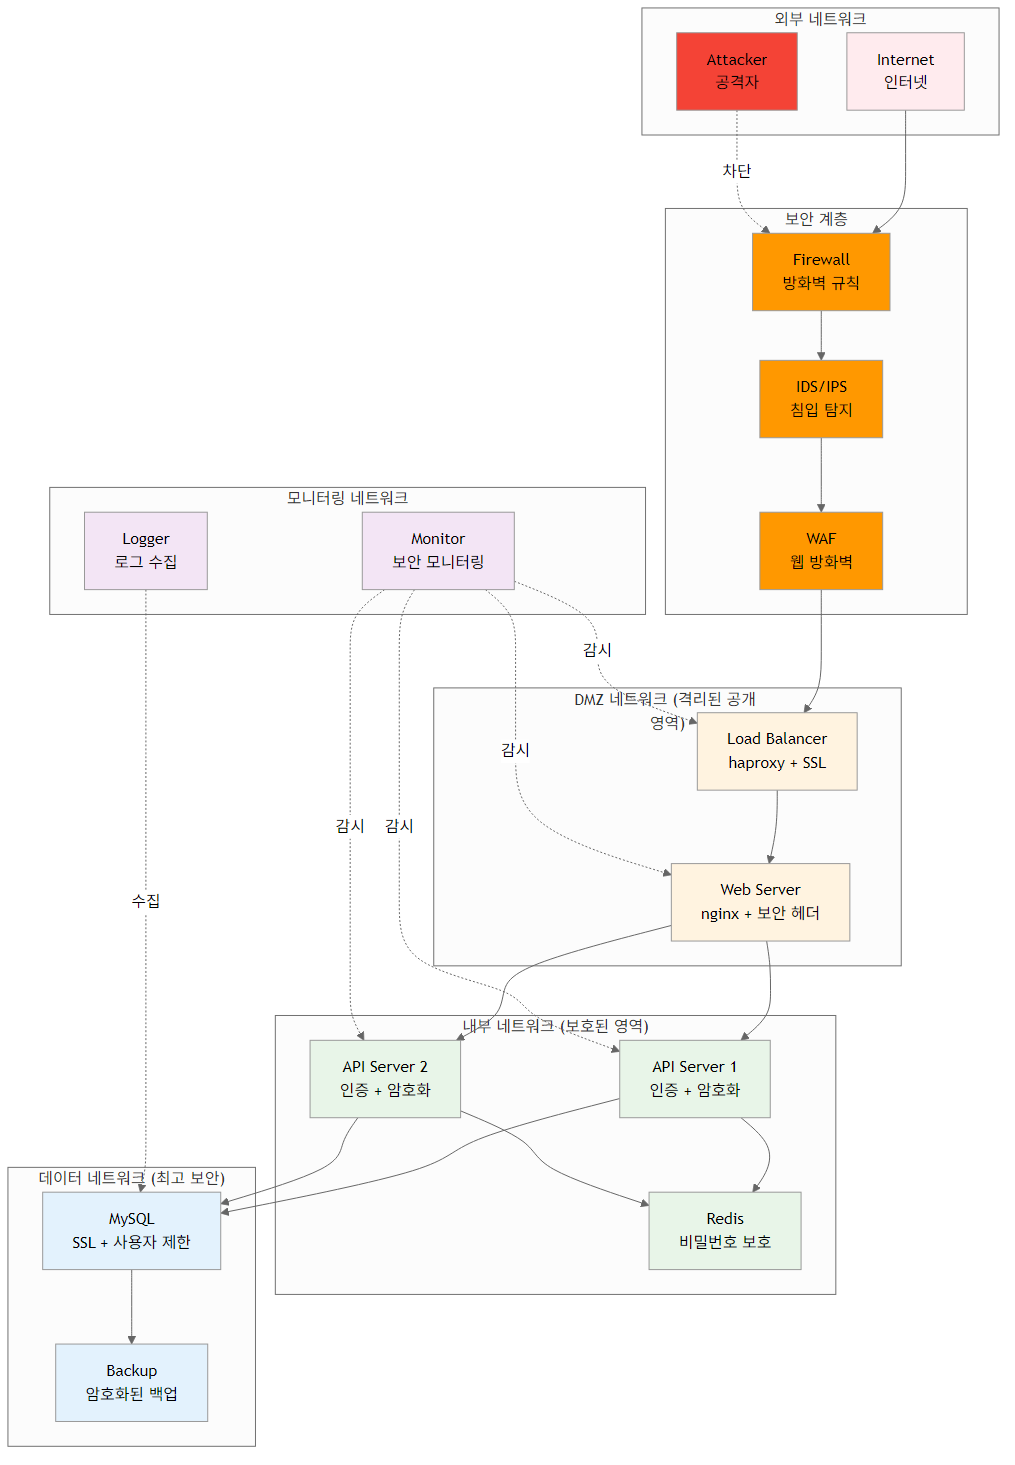 외부 네트워크
Attacker
공격자
Internet
인터넷
차단
보안 계층
Firewall
방화벽 규칙
IDS/IPS
침입 탐지
WAF
웹 방화벽
모니터링 네트워크
Logger
로그 수집
Monitor
보안 모니터링
감시
감시
감시
감시
수집
DMZ 네트워크 (격리된 공개
영역)
Load Balancer
haproxy + SSL
Web Server
nginx + 보안 헤더
내부 네트워크 (보호된 영역)
API Server 2
인증 + 암호화
API Server 1
인증 + 암호화
Redis
비밀번호 보호
데이터 네트워크 (최고 보안)
MySQL
SSL + 사용자 제한
Backup
암호화된 백업